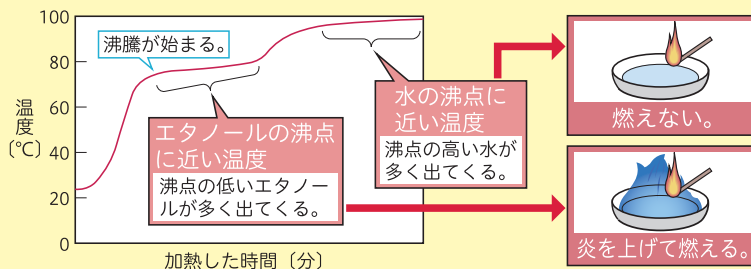 100
80
60
40
20
0
温度
〔℃〕
加熱した時間〔分〕
沸騰が始まる。
エタノールの沸点
に近い温度
沸点の低いエタノー
ルが多く出てくる。
水の沸点に
近い温度
沸点の高い水が
多く出てくる。
燃えない。
炎を上げて燃える。